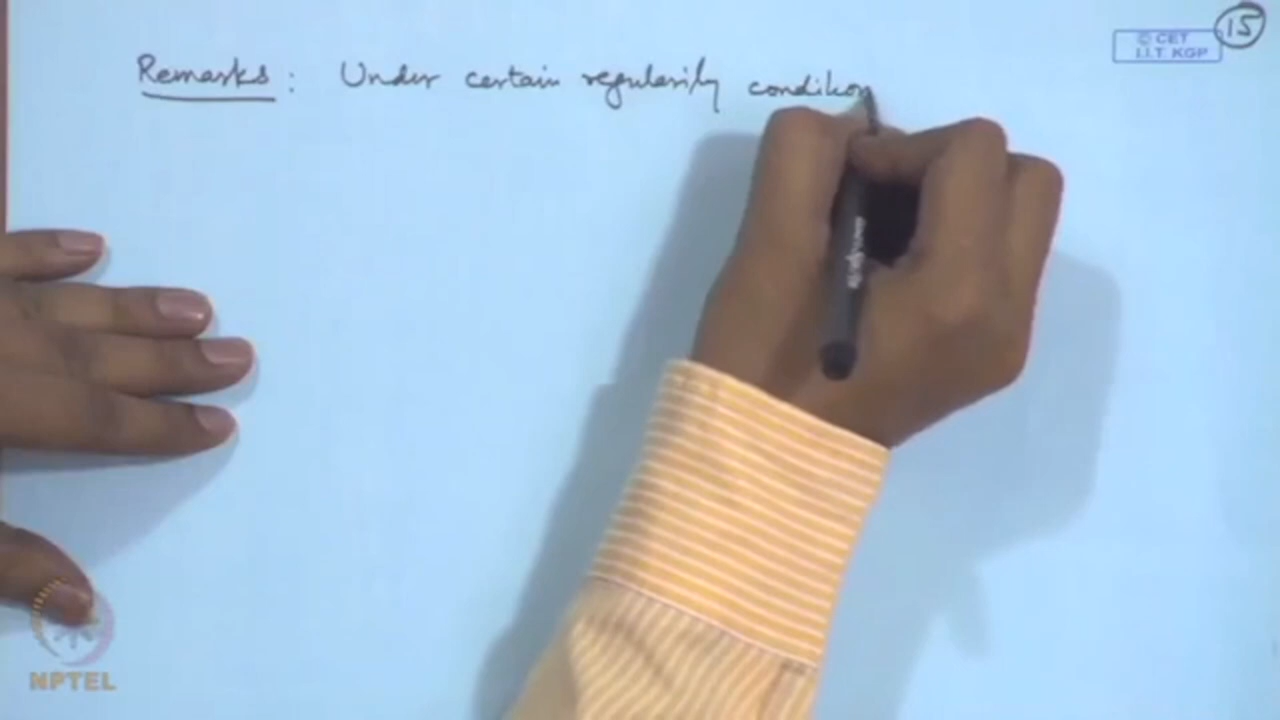 15
© CET
I.I.T. KGP
Remarks : Under certain regularity condition
NPTEL